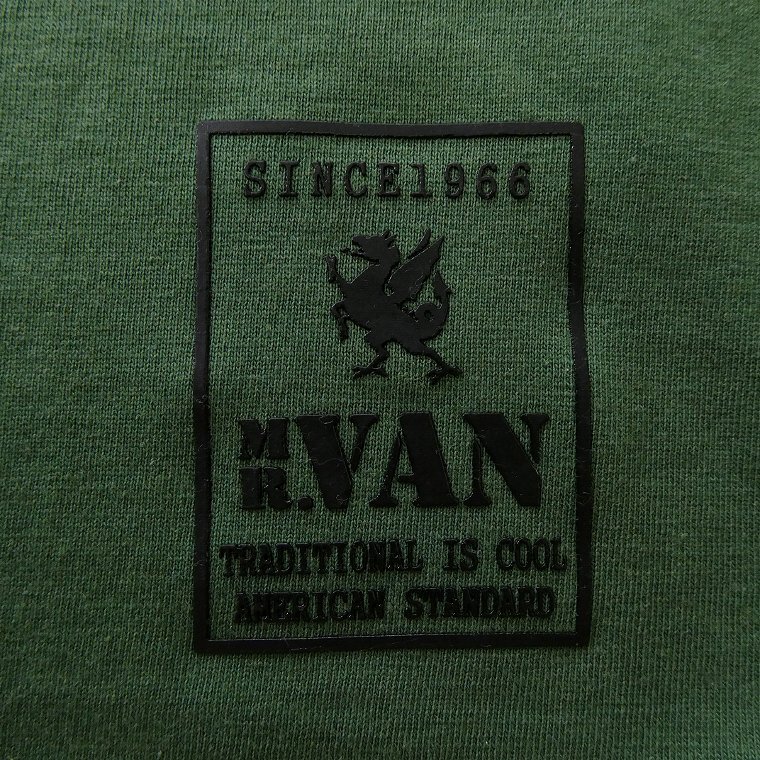 SINCE1966
MR.VAN
TRADITIONAL IS COOL
AMERICAN STANDARD